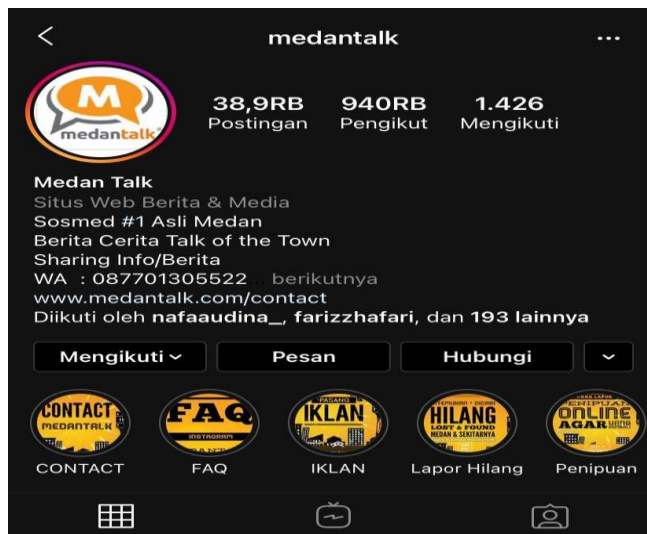 medantalk
M
medantalk
38,9RB 940RB 1.426
Postingan Pengikut Mengikuti
Medan Talk
Situs Web Berita & Media
Sosmed #1 Asli Medan
Berita Cerita Talk of the Town
Sharing Info/Berita
WA : 087701305522... berikutnya
www.medantalk.com/contact
Diikuti oleh nafaaudina_, farizzhafari, dan 193 lainnya
Mengikuti Pesan Hubungi
CONTACT
MEDANTALK
FAQ
INSTAGRAM
PASANG
IKLAN
HILANG
LOST & FOUND
MEDAN & SEKITARNYA
PENIPUAN
ONLINE
AGAR
CONTACT FAQ IKLAN Lapor Hilang Penipuan